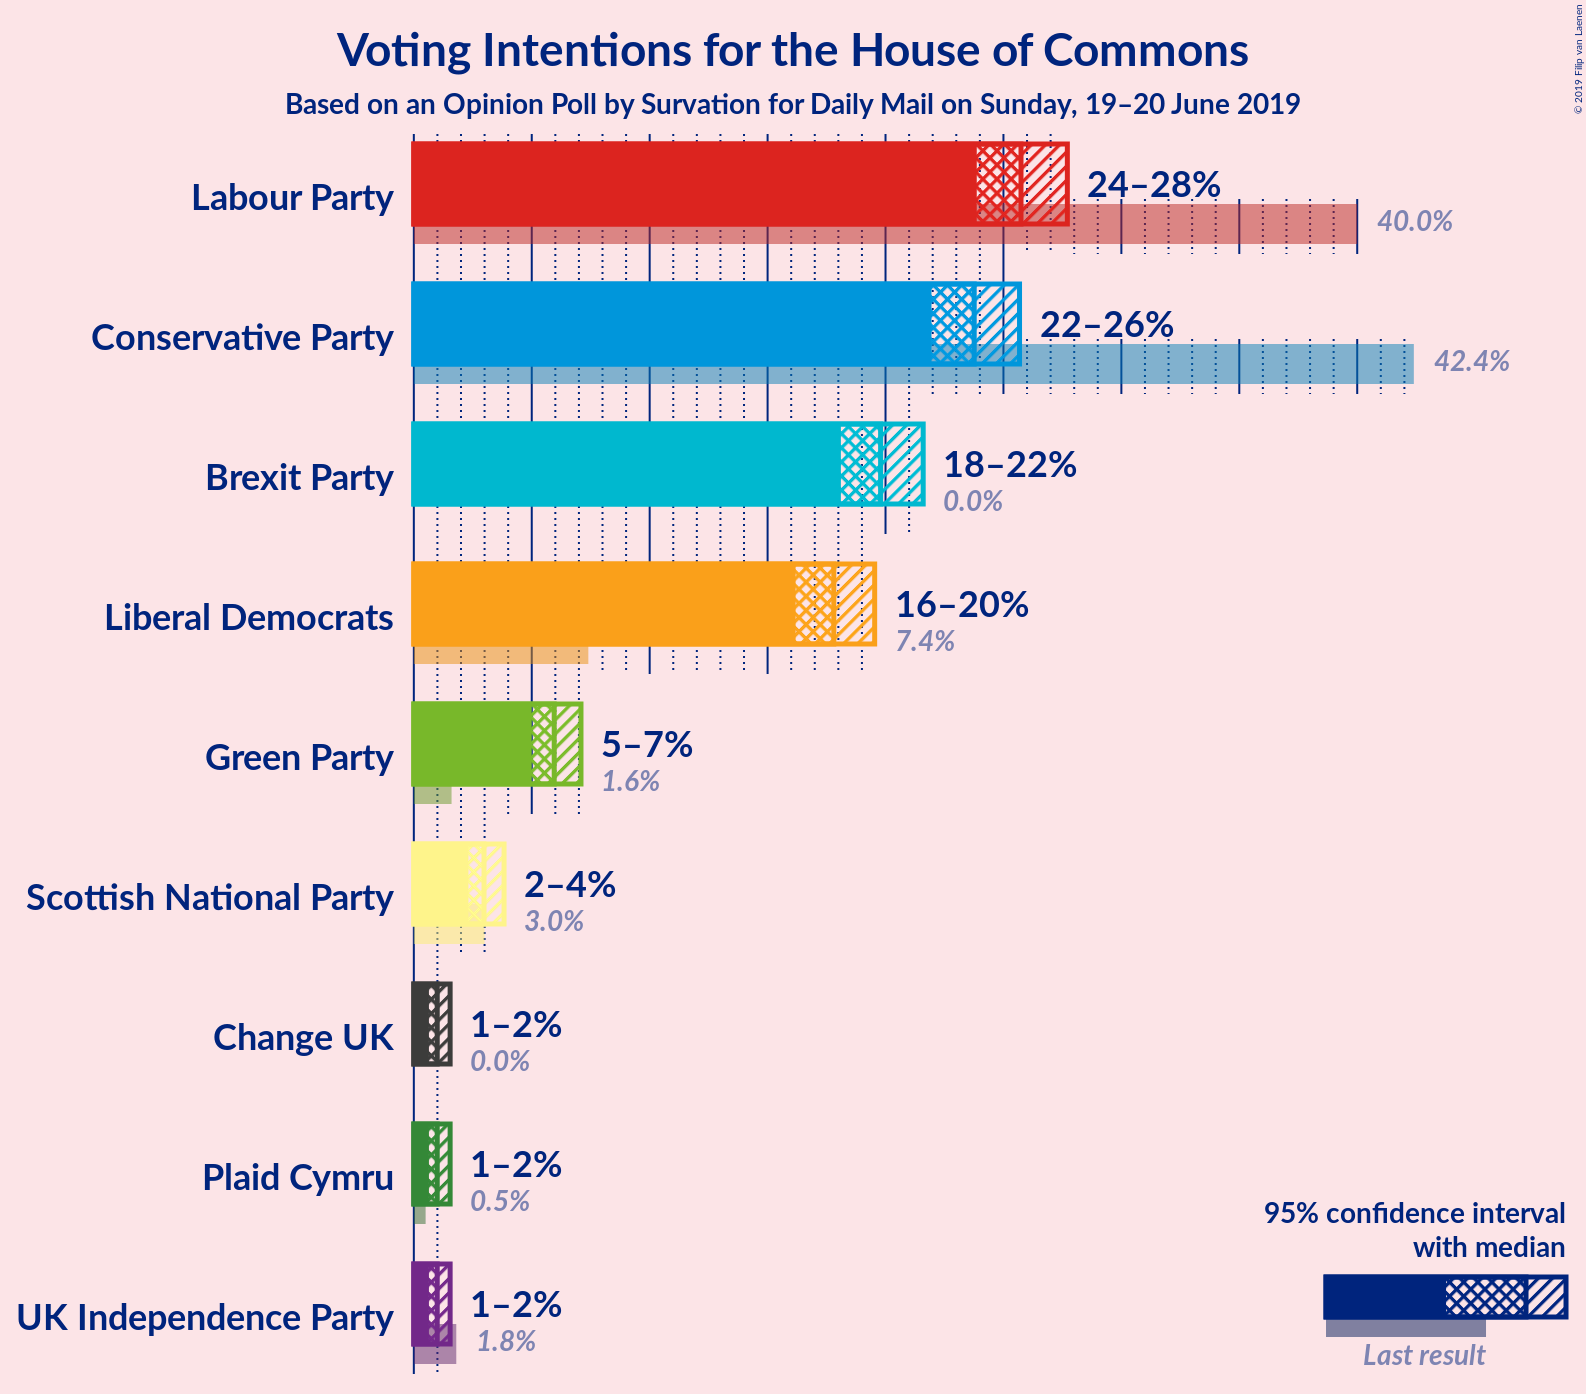 Voting Intentions for the House of Commons
Based on an Opinion Poll by Survation for Daily Mail on Sunday, 19–20 June 2019
© 2019 Filip van Laenen
Labour Party
24–28%
40.0%
Conservative Party
22–26%
42.4%
Brexit Party
18–22%
0.0%
Liberal Democrats
16–20%
7.4%
Green Party
5–7%
1.6%
Scottish National Party
2–4%
3.0%
Change UK
1–2%
0.0%
Plaid Cymru
1–2%
0.5%
UK Independence Party
1–2%
1.8%
95% confidence interval
with median
Last result